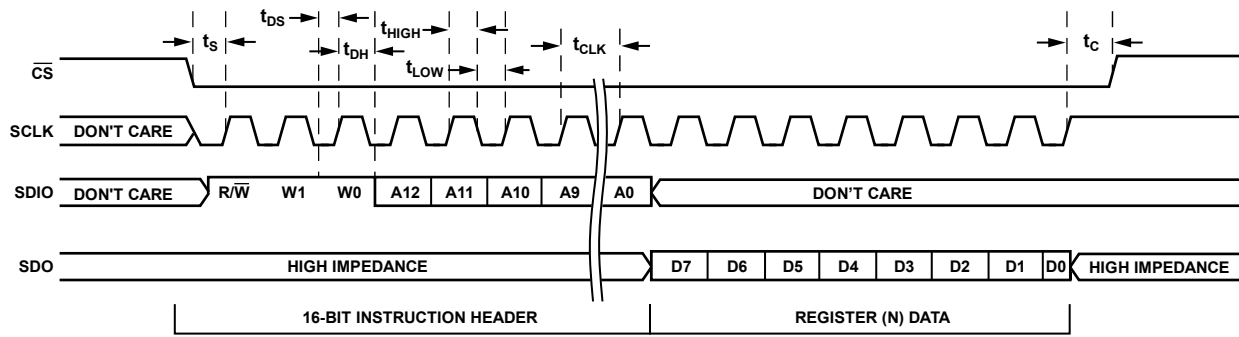 tDS
tHIGH
tS
tDH
tCLK
tC
tLOW
CS
SCLK DON'T CARE
SDIO DON'T CARE R/W W1 W0 A12 A11 A10 A9 A0 DON'T CARE
SDO HIGH IMPEDANCE D7 D6 D5 D4 D3 D2 D1 D0 HIGH IMPEDANCE
16-BIT INSTRUCTION HEADER REGISTER (N) DATA